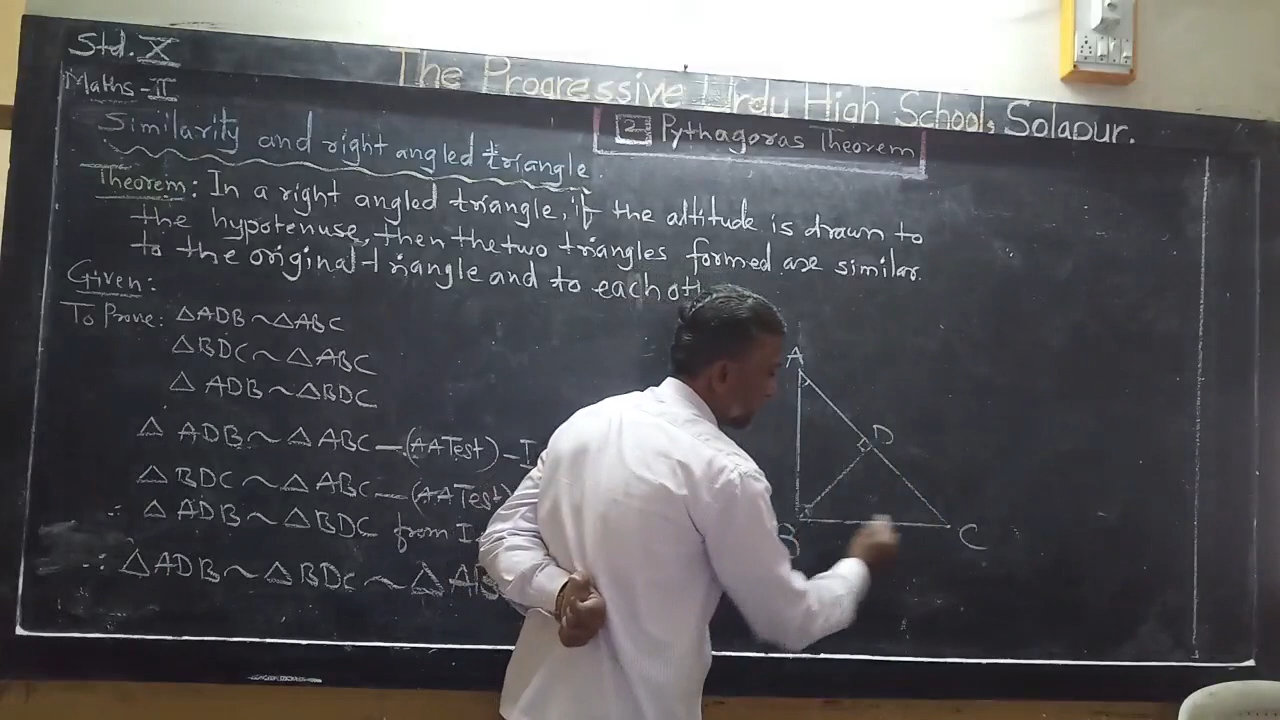 Std. X
The Progressive Urdu High School, Solapur.
Maths-II
2- Pythagoras Theorem
Similarity and right angled triangle.
Theorem: In a right angled triangle, if the altitude is drawn to
the hypotenuse, then the two triangles formed are similar
to the original triangle and to each
Given:
To Prove: △ADB ~ △ABC
△BDC ~ △ABC
△ ADB ~ △BDC
△ ADB ~ △ABC — (AA Test) - I
△BDC ~ △ABC — (AA Test)
∴ △ ADB ~ △BDC from I
∴ △ADB ~ △BDC ~ △
A
D
B
C